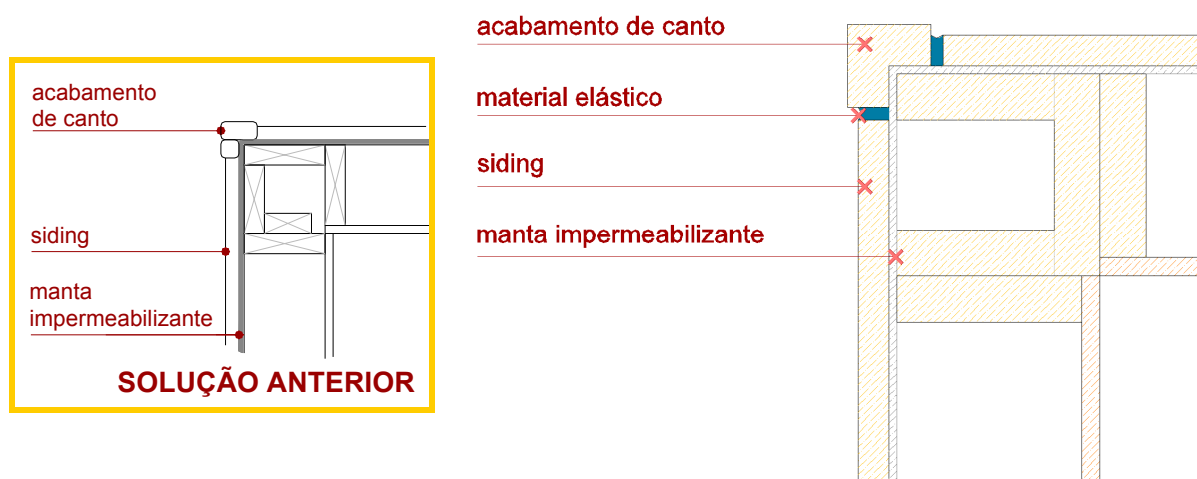 acabamento
de canto
siding
manta
impermeabilizante
SOLUÇÃO ANTERIOR
acabamento de canto
material elástico
siding
manta impermeabilizante